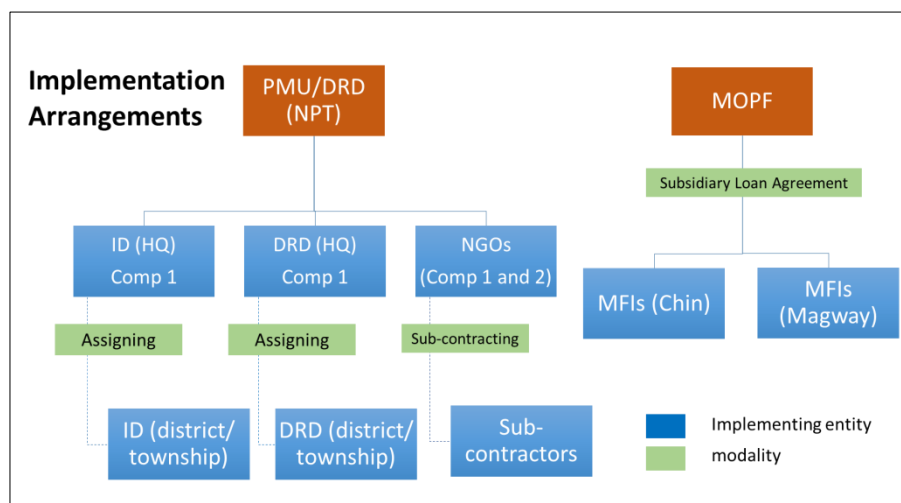 Implementation
Arrangements
PMU/DRD
(NPT)
MOPF
Subsidiary Loan Agreement
ID (HQ)
Comp 1
DRD (HQ)
Comp 1
NGOs
(Comp 1 and 2)
MFIs (Chin)
MFIs
(Magway)
Assigning
Assigning
Sub-contracting
ID (district/
township)
DRD (district/
township)
Sub-
contractors
Implementing entity
modality